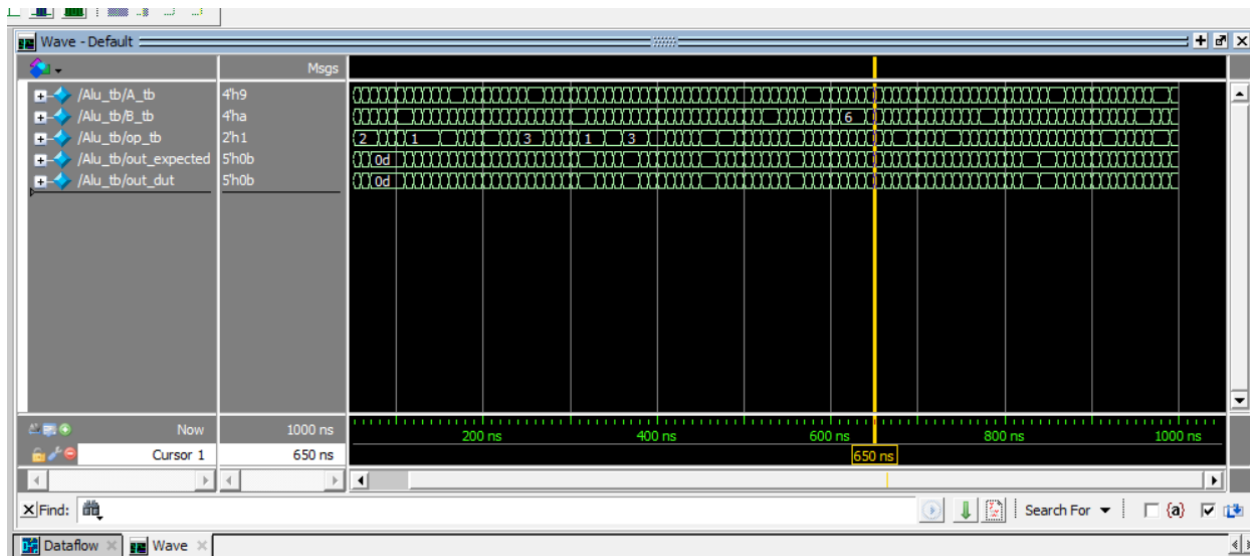 Wave - Default
Msgs
/Alu_tb/A_tb 4'h9
/Alu_tb/B_tb 4'ha 6
/Alu_tb/op_tb 2'h1 2 1 3 1 3
/Alu_tb/out_expected 5'h0b 0d
/Alu_tb/out_dut 5'h0b 0d
Now 1000 ns 200 ns 400 ns 600 ns 800 ns 1000 ns
Cursor 1 650 ns 650 ns
Find: Search For {a}
Dataflow Wave